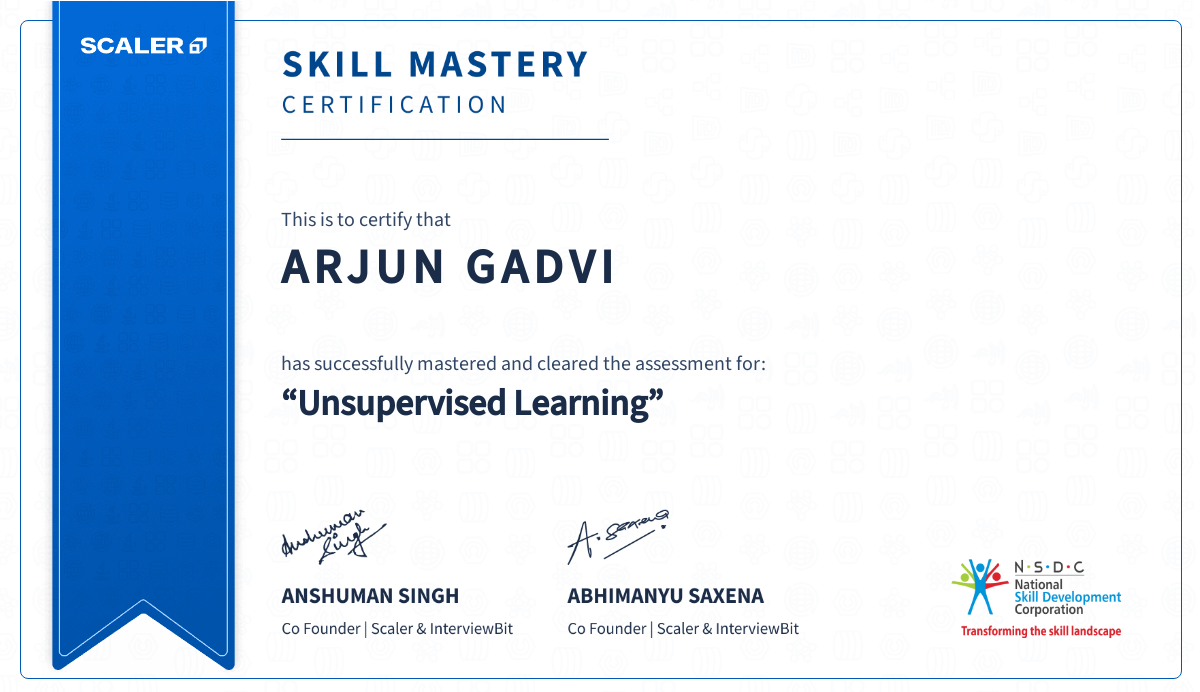 SCALER
SKILL MASTERY
CERTIFICATION
This is to certify that
ARJUN GADVI
has successfully mastered and cleared the assessment for:
“Unsupervised Learning”
Anshuman Singh
A. Saxena
ANSHUMAN SINGH
ABHIMANYU SAXENA
Co Founder | Scaler & InterviewBit
Co Founder | Scaler & InterviewBit
N·S·D·C
National
Skill Development
Corporation
Transforming the skill landscape